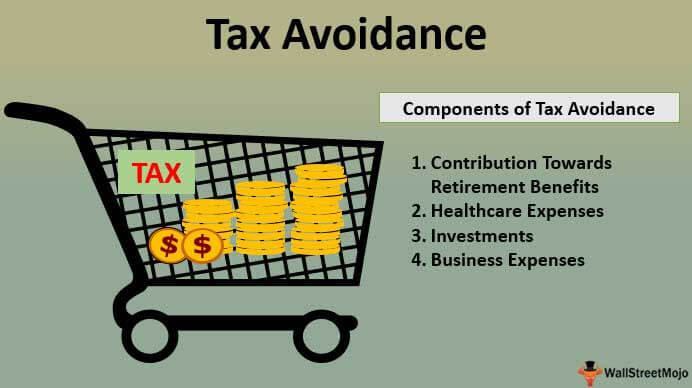 Tax Avoidance
Components of Tax Avoidance
TAX
$ $
1. Contribution Towards
Retirement Benefits
2. Healthcare Expenses
3. Investments
4. Business Expenses
WallStreetMojo